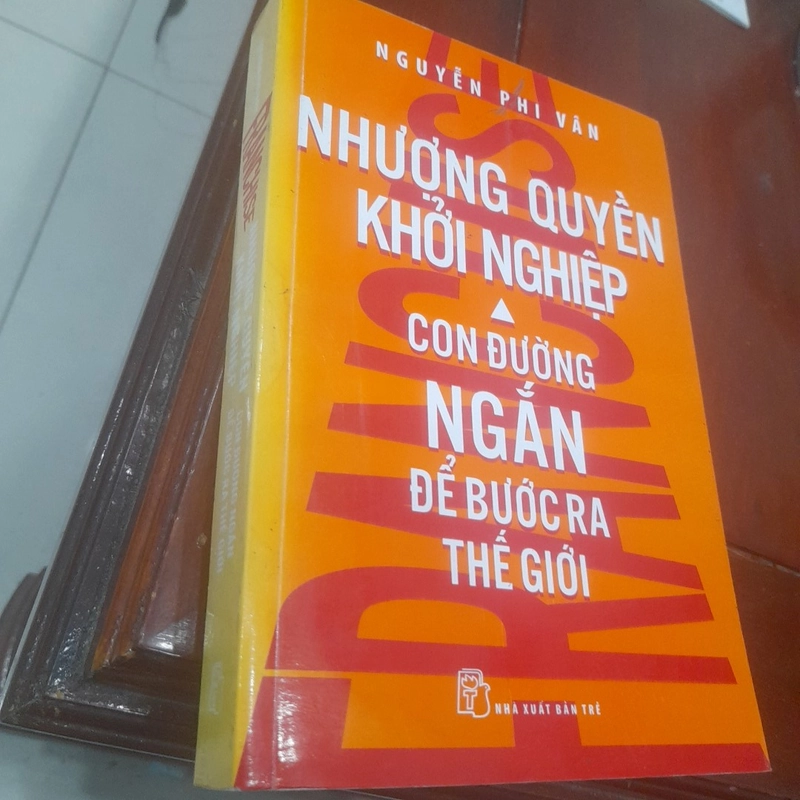 NGUYỄN PHI VÂN
NHƯỢNG QUYỀN
KHỞI NGHIỆP
CON ĐƯỜNG
NGẮN
ĐỂ BƯỚC RA
THẾ GIỚI
NHÀ XUẤT BẢN TRẺ